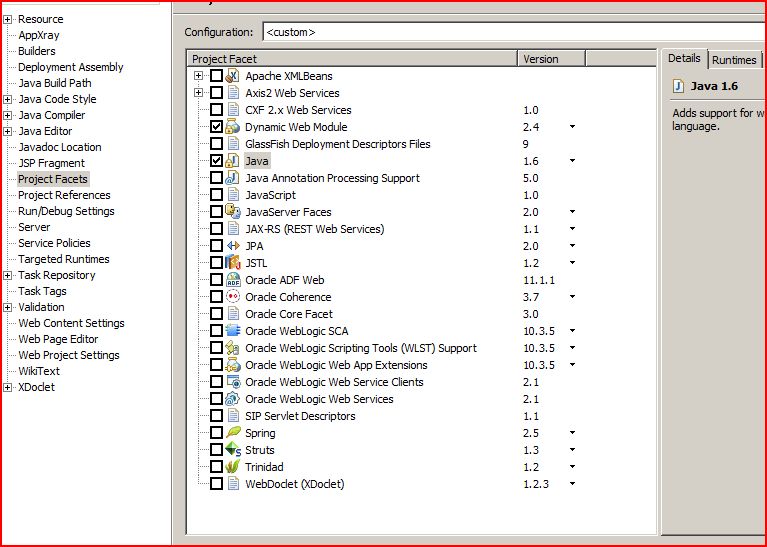 Configuration: <custom>
Resource
AppXray
Builders
Deployment Assembly
Java Build Path
Java Code Style
Java Compiler
Java Editor
Javadoc Location
JSP Fragment
Project Facets
Project References
Run/Debug Settings
Server
Service Policies
Targeted Runtimes
Task Repository
Task Tags
Validation
Web Content Settings
Web Page Editor
Web Project Settings
WikiText
XDoclet
Project Facet Version
Apache XMLBeans
Axis2 Web Services
CXF 2.x Web Services 1.0
Dynamic Web Module 2.4
GlassFish Deployment Descriptors Files 9
Java 1.6
Java Annotation Processing Support 5.0
JavaScript 1.0
JavaServer Faces 2.0
JAX-RS (REST Web Services) 1.1
JPA 2.0
JSTL 1.2
Oracle ADF Web 11.1.1
Oracle Coherence 3.7
Oracle Core Facet 3.0
Oracle WebLogic SCA 10.3.5
Oracle WebLogic Scripting Tools (WLST) Support 10.3.5
Oracle WebLogic Web App Extensions 10.3.5
Oracle WebLogic Web Service Clients 2.1
Oracle WebLogic Web Services 2.1
SIP Servlet Descriptors 1.1
Spring 2.5
Struts 1.3
Trinidad 1.2
WebDoclet (XDoclet) 1.2.3
Details Runtimes
Java 1.6
Adds support for w
language.